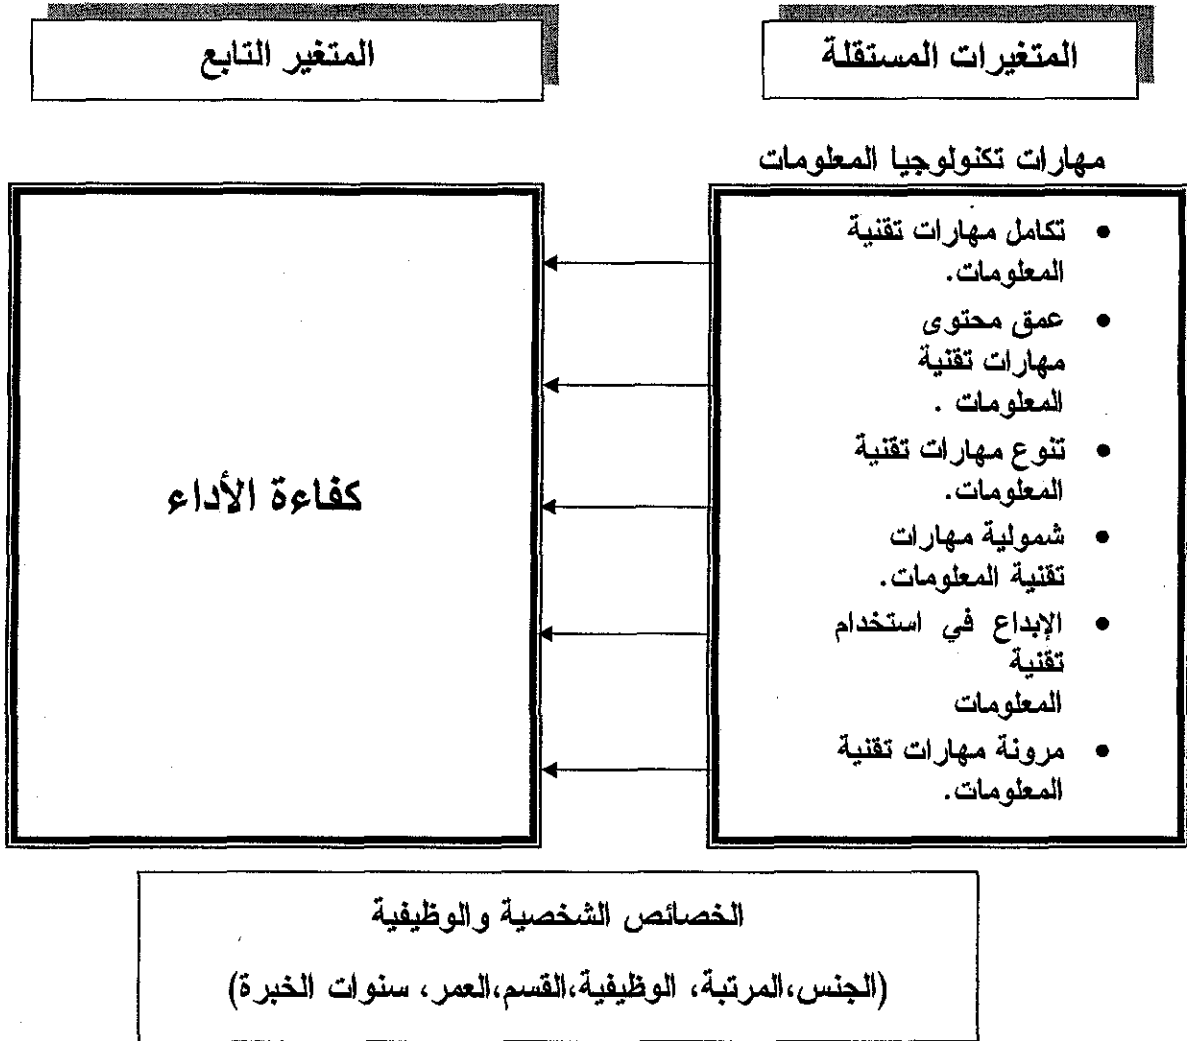 المتغيرات المستقلة
المتغير التابع
مهارات تكنولوجيا المعلومات
• تكامل مهارات تقنية
المعلومات.
• عمق محتوى
مهارات تقنية
المعلومات .
• تنوع مهارات تقنية
المعلومات.
• شمولية مهارات
تقنية المعلومات.
• الإبداع في استخدام
تقنية
المعلومات
• مرونة مهارات تقنية
المعلومات.
كفاءة الأداء
الخصائص الشخصية والوظيفية
(الجنس،المرتبة، الوظيفية،القسم،العمر، سنوات الخبرة)